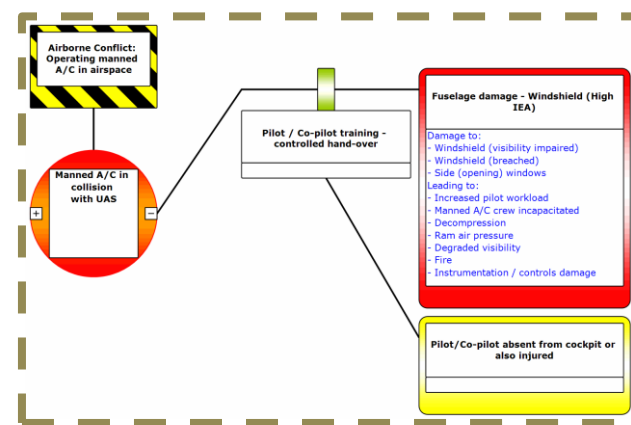 Airborne Conflict:
Operating manned
A/C in airspace
Manned A/C in
collision
with UAS
+
−
Pilot / Co-pilot training -
controlled hand-over
Fuselage damage - Windshield (High
IEA)
Damage to:
- Windshield (visibility impaired)
- Windshield (breached)
- Side (opening) windows
Leading to:
- Increased pilot workload
- Manned A/C crew incapacitated
- Decompression
- Ram air pressure
- Degraded visibility
- Fire
- Instrumentation / controls damage
Pilot/Co-pilot absent from cockpit or
also injured